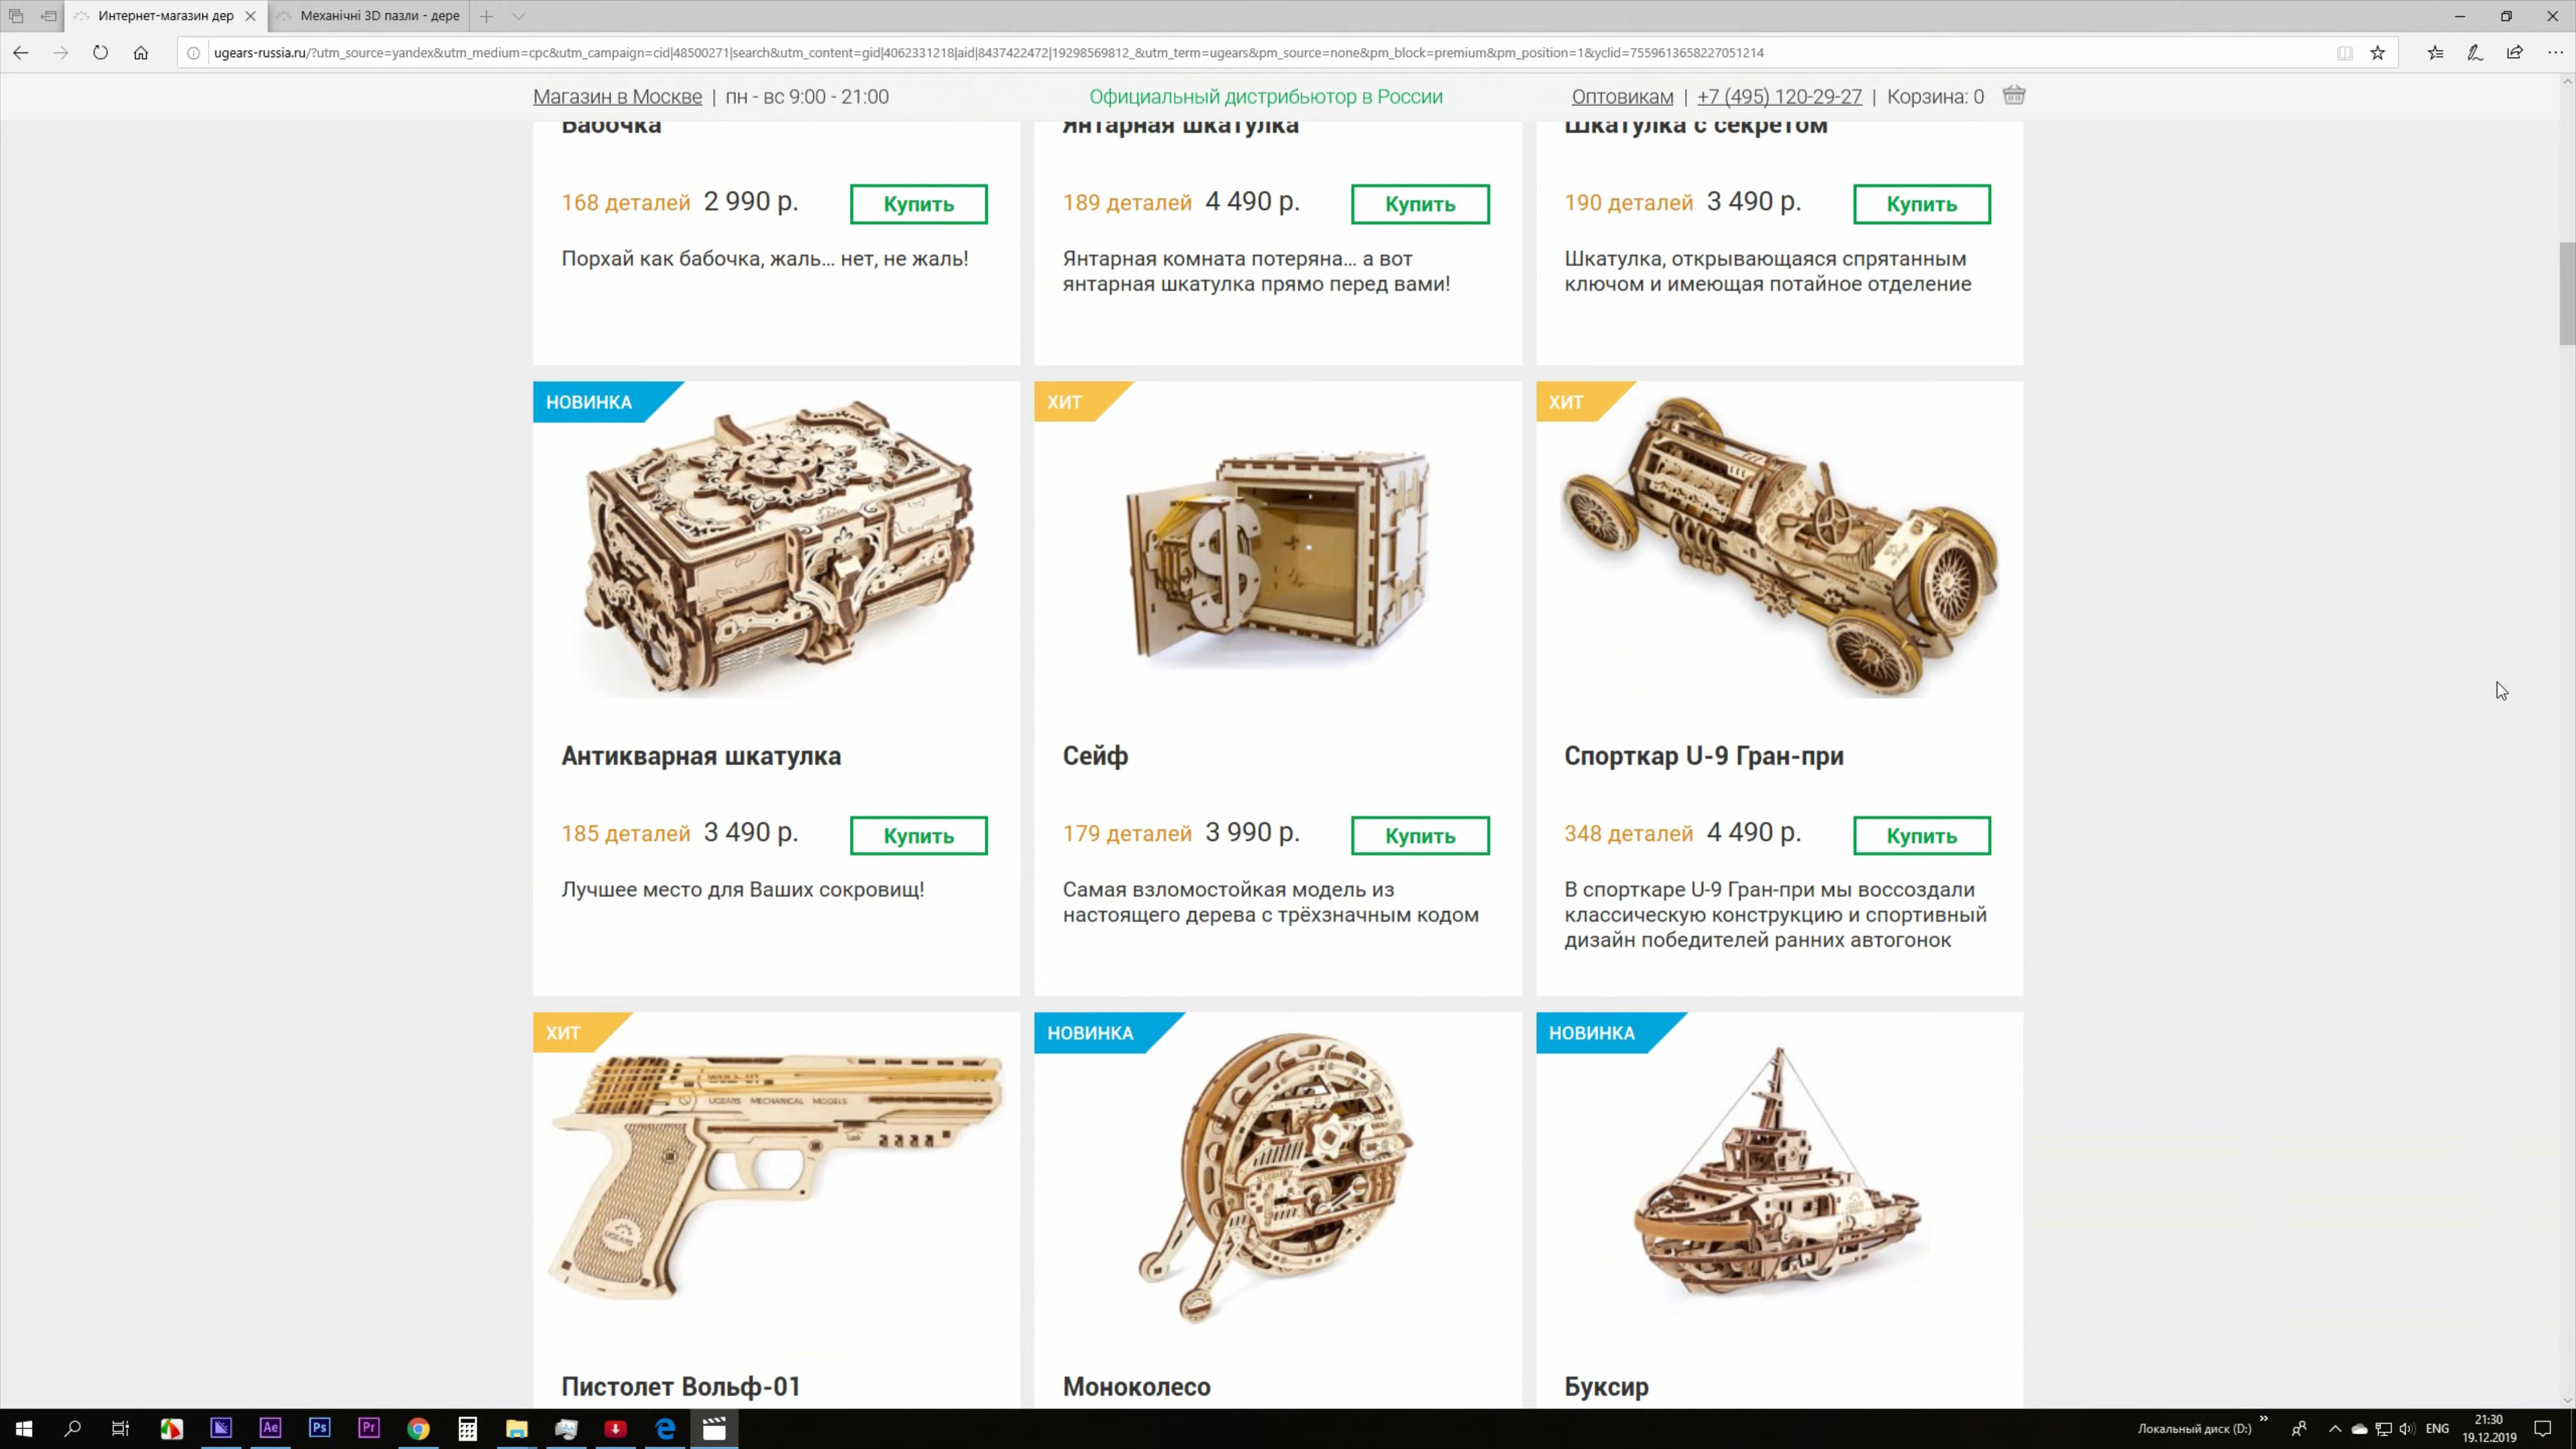 Интернет-магазин дер
Механічні 3D пазли - дере
ugears-russia.ru/?utm_source=yandex&utm_medium=cpc&utm_campaign=cid|48500271|search&utm_content=gid|4062331218|aid|8437422472|19298569812_&utm_term=ugears&pm_source=none&pm_block=premium&pm_position=1&yclid=7559613658227051214
Магазин в Москве | пн - вс 9:00 - 21:00
Официальный дистрибьютор в России
Оптовикам | +7 (495) 120-29-27 | Корзина: 0
Бабочка
Янтарная шкатулка
Шкатулка с секретом
168 деталей 2 990 р. Купить
189 деталей 4 490 р. Купить
190 деталей 3 490 р. Купить
Порхай как бабочка, жаль... нет, не жаль!
Янтарная комната потеряна... а вот
янтарная шкатулка прямо перед вами!
Шкатулка, открывающаяся спрятанным
ключом и имеющая потайное отделение
НОВИНКА
ХИТ
ХИТ
Антикварная шкатулка
Сейф
Спорткар U-9 Гран-при
185 деталей 3 490 р. Купить
179 деталей 3 990 р. Купить
348 деталей 4 490 р. Купить
Лучшее место для Ваших сокровищ!
Самая взломостойкая модель из
настоящего дерева с трёхзначным кодом
В спорткаре U-9 Гран-при мы воссоздали
классическую конструкцию и спортивный
дизайн победителей ранних автогонок
ХИТ
НОВИНКА
НОВИНКА
UGEARS MECHANICAL MODELS
UGEARS
Пистолет Вольф-01
Моноколесо
Буксир
Ae
Ps
Pr
Локальный диск (D:)
ENG
21:30
19.12.2019